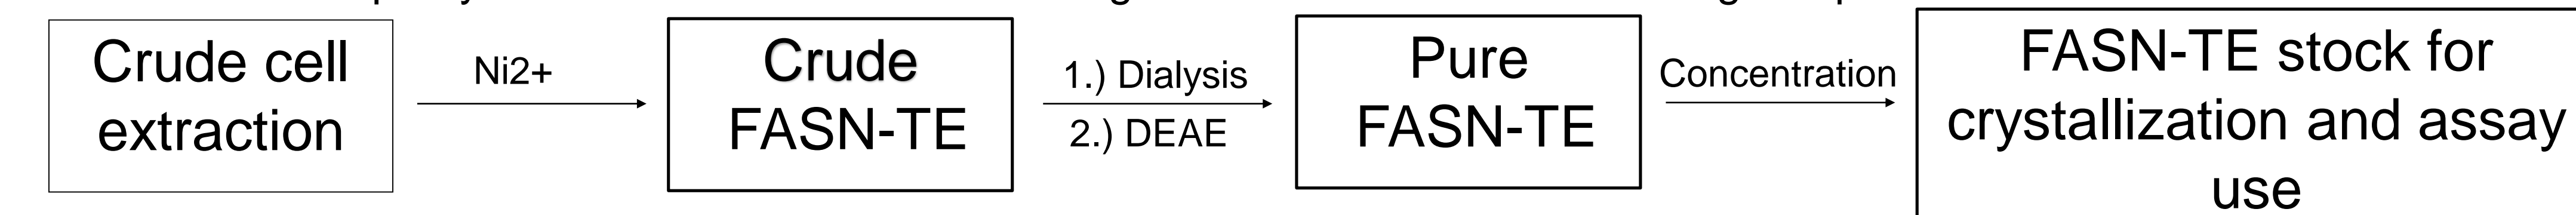 Crude cell
extraction
Ni2+
Crude
FASN-TE
1.) Dialysis
2.) DEAE
Pure
FASN-TE
Concentration
FASN-TE stock for
crystallization and assay
use